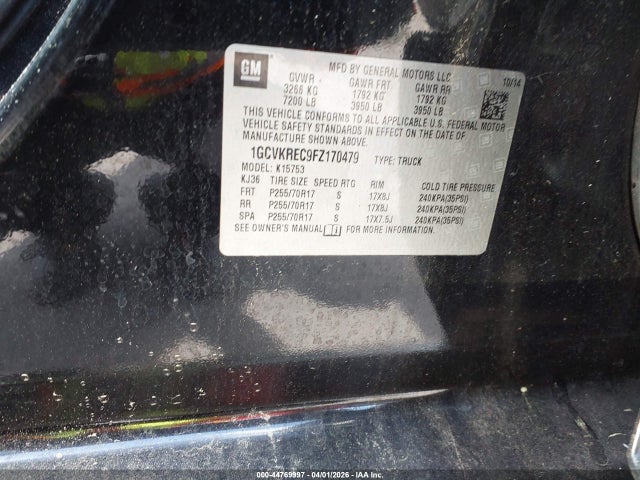 GM
MFD BY GENERAL MOTORS LLC
10/14
GVWR GAWR FRT GAWR RR
3266 KG 1792 KG 1792 KG
7200 LB 3950 LB 3950 LB
THIS VEHICLE CONFORMS TO ALL APPLICABLE U.S. FEDERAL MOTOR
VEHICLE SAFETY STANDARDS IN EFFECT ON THE DATE OF
MANUFACTURE SHOWN ABOVE.
1GCVKREC9FZ170479 TYPE: TRUCK
MODEL: K15753
KJ36 TIRE SIZE SPEED RTG RIM COLD TIRE PRESSURE
FRT P255/70R17 S 17X8J 240KPA(35PSI)
RR P255/70R17 S 17X8J 240KPA(35PSI)
SPA P255/70R17 S 17X7.5J 240KPA(35PSI)
SEE OWNER'S MANUAL FOR MORE INFORMATION.
000-44769997 - 04/01/2026 - COPYRIGHT IAA, LLC.